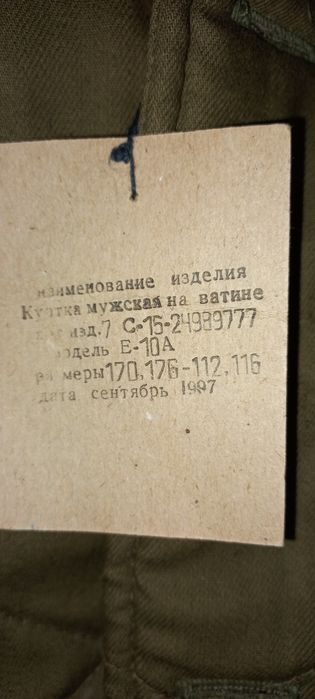 наименование изделия
Куртка мужская на ватине
изд.7 С-15-24989777
модель Е-10А
размеры 170,176-112,116
дата сентябрь 1997